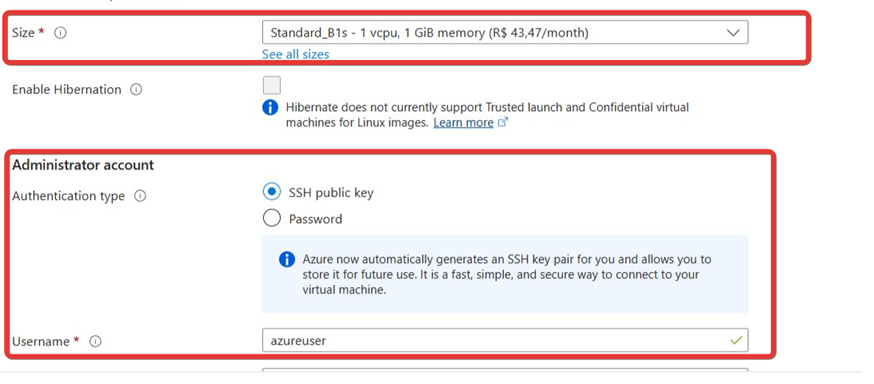 Size *
Standard_B1s - 1 vcpu, 1 GiB memory (R$ 43,47/month)
See all sizes
Enable Hibernation
Hibernate does not currently support Trusted launch and Confidential virtual
machines for Linux images. Learn more
Administrator account
Authentication type
SSH public key
Password
Azure now automatically generates an SSH key pair for you and allows you to
store it for future use. It is a fast, simple, and secure way to connect to your
virtual machine.
Username *
azureuser